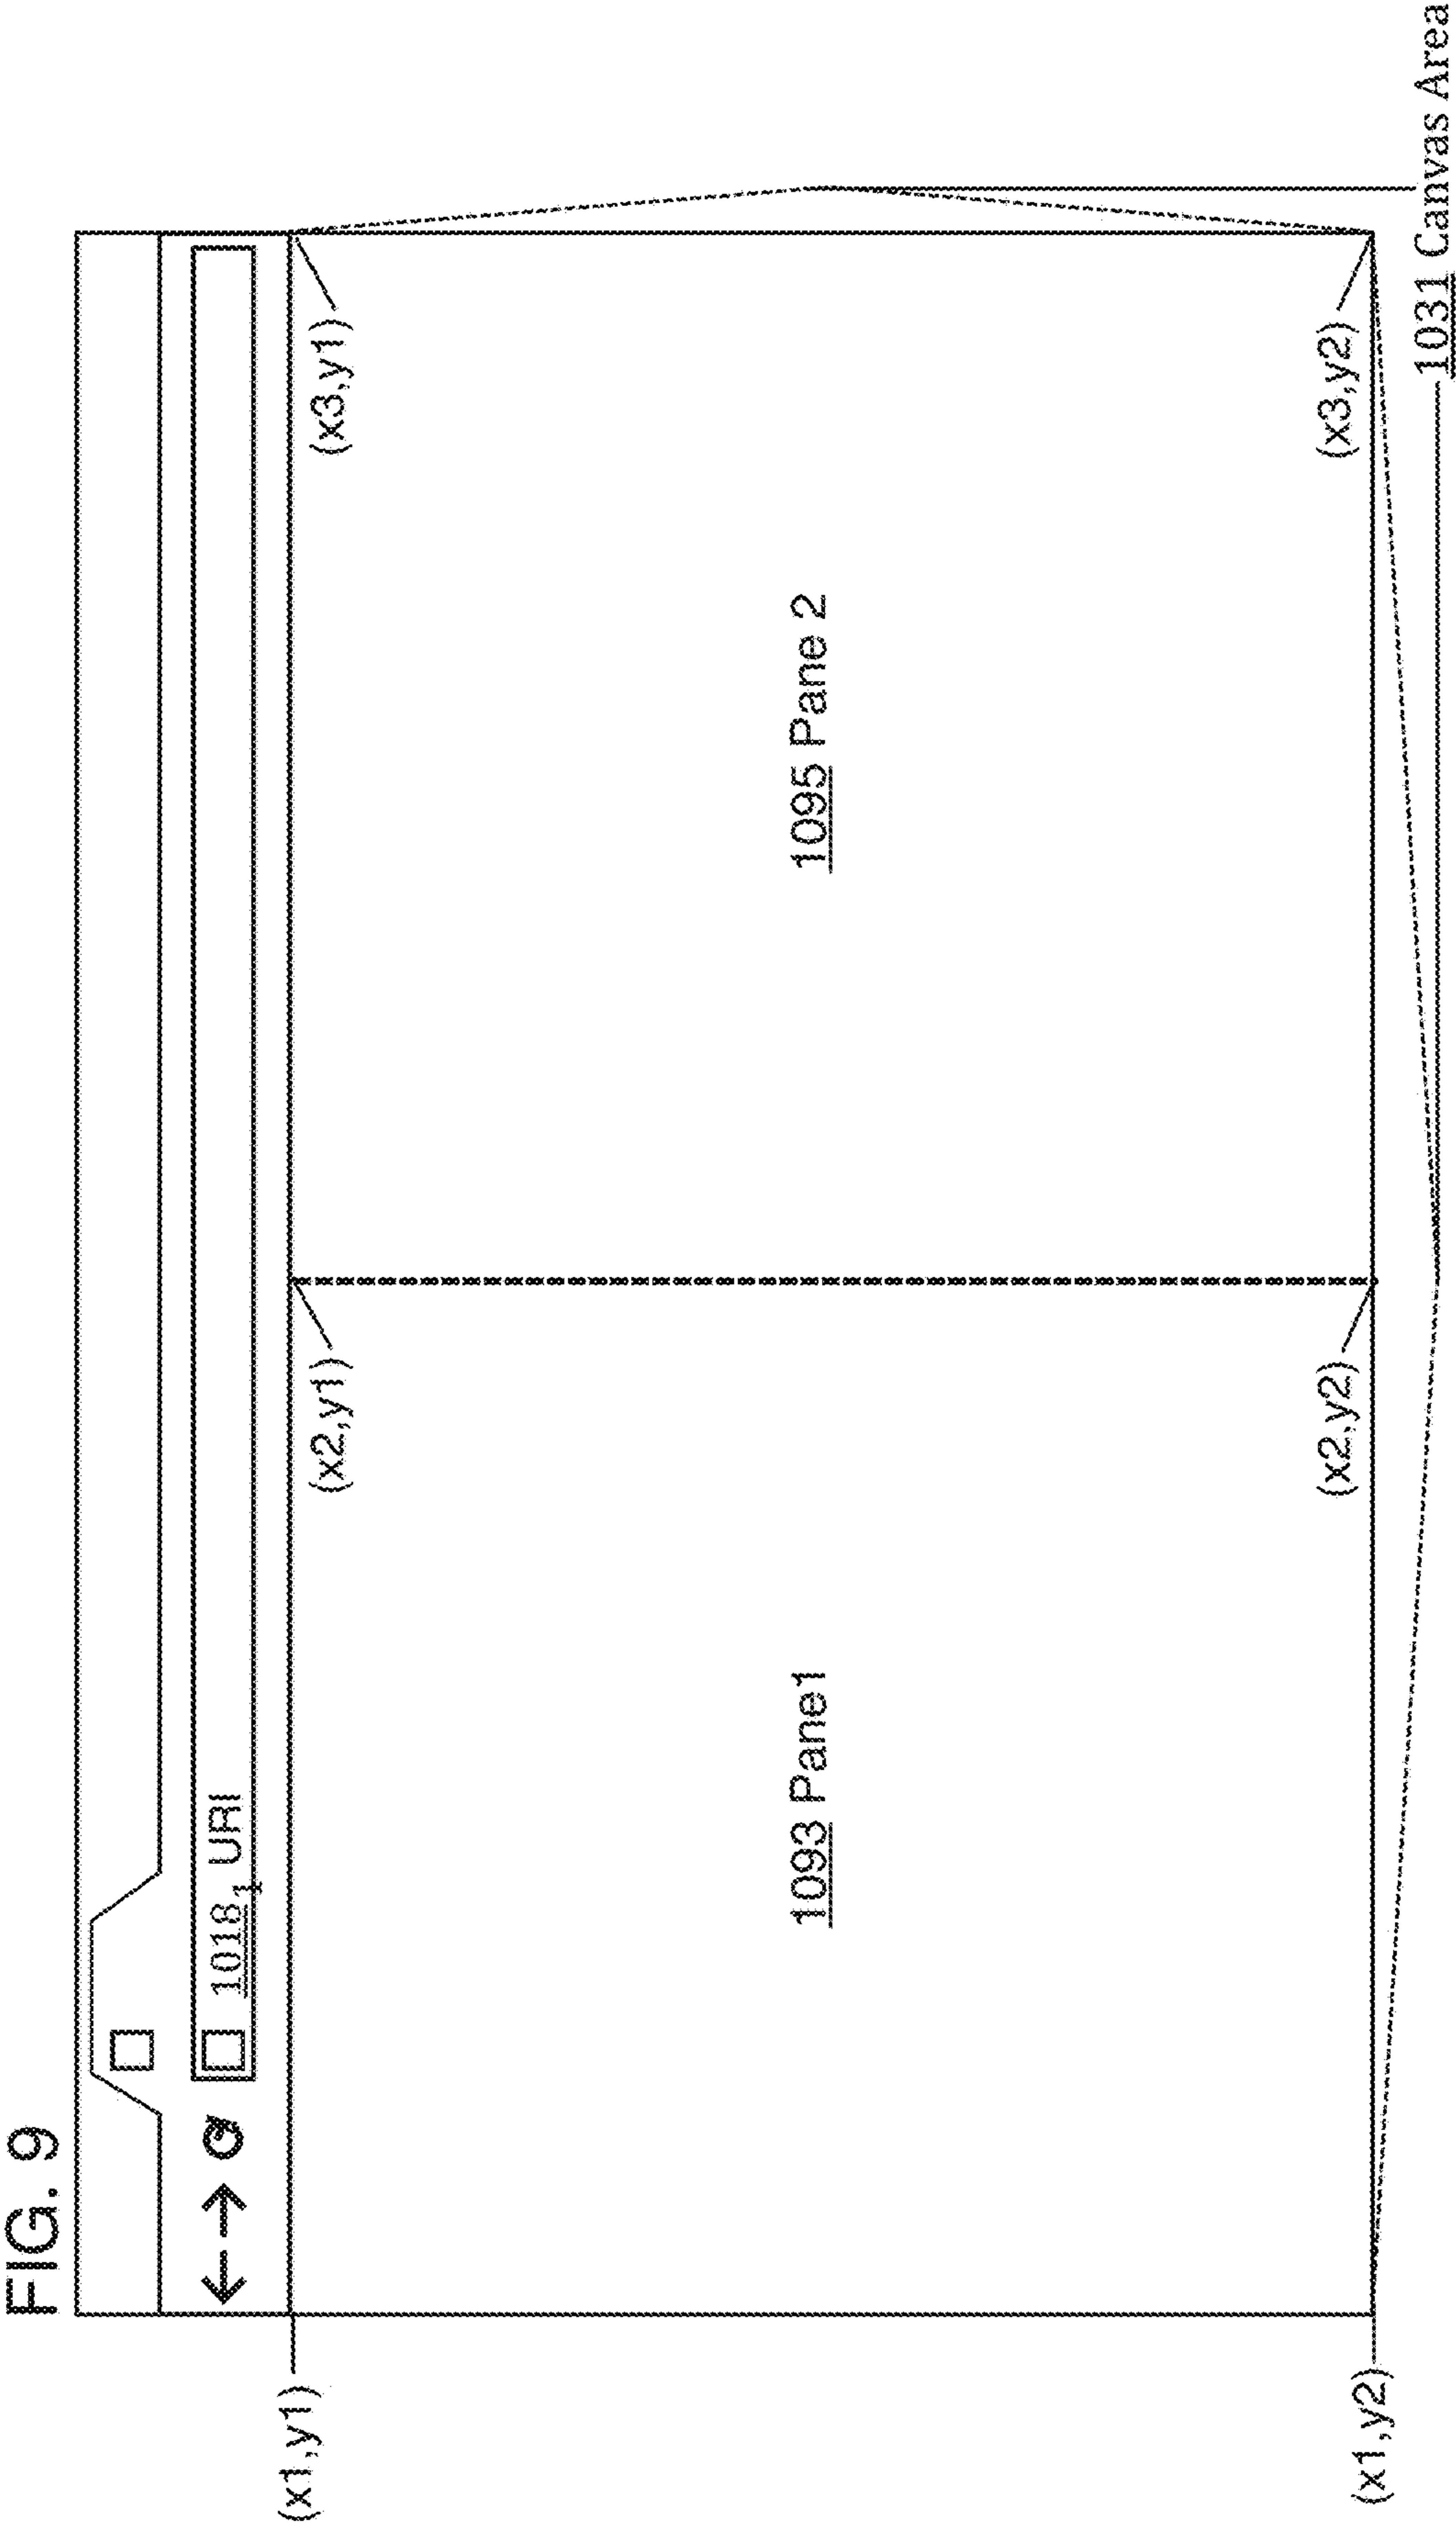 FIG. 9
1018₁ URI
(x1,y1)
(x2,y1)
(x3,y1)
1093 Pane1
1095 Pane 2
(x1,y2)
(x2,y2)
(x3,y2)
1031 Canvas Area